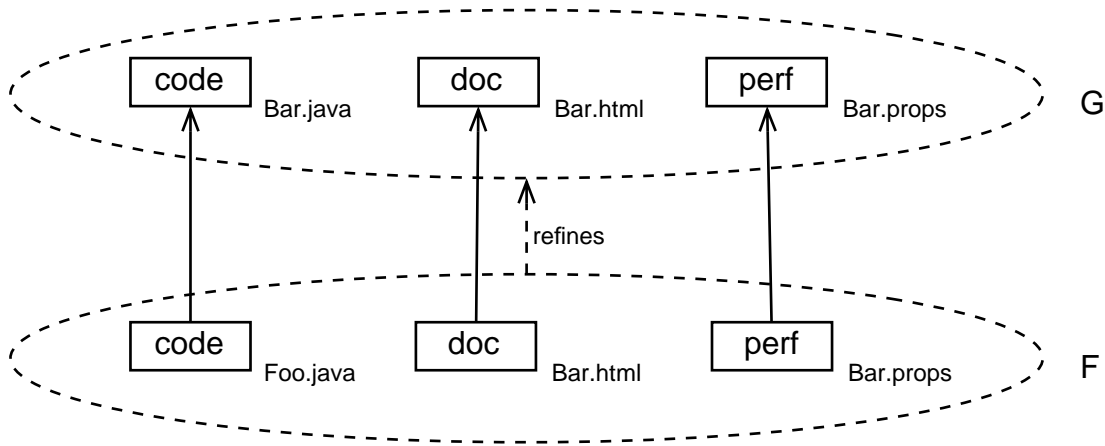 code doc perf
Bar.java Bar.html Bar.props
G
refines
code doc perf
Foo.java Bar.html Bar.props
F